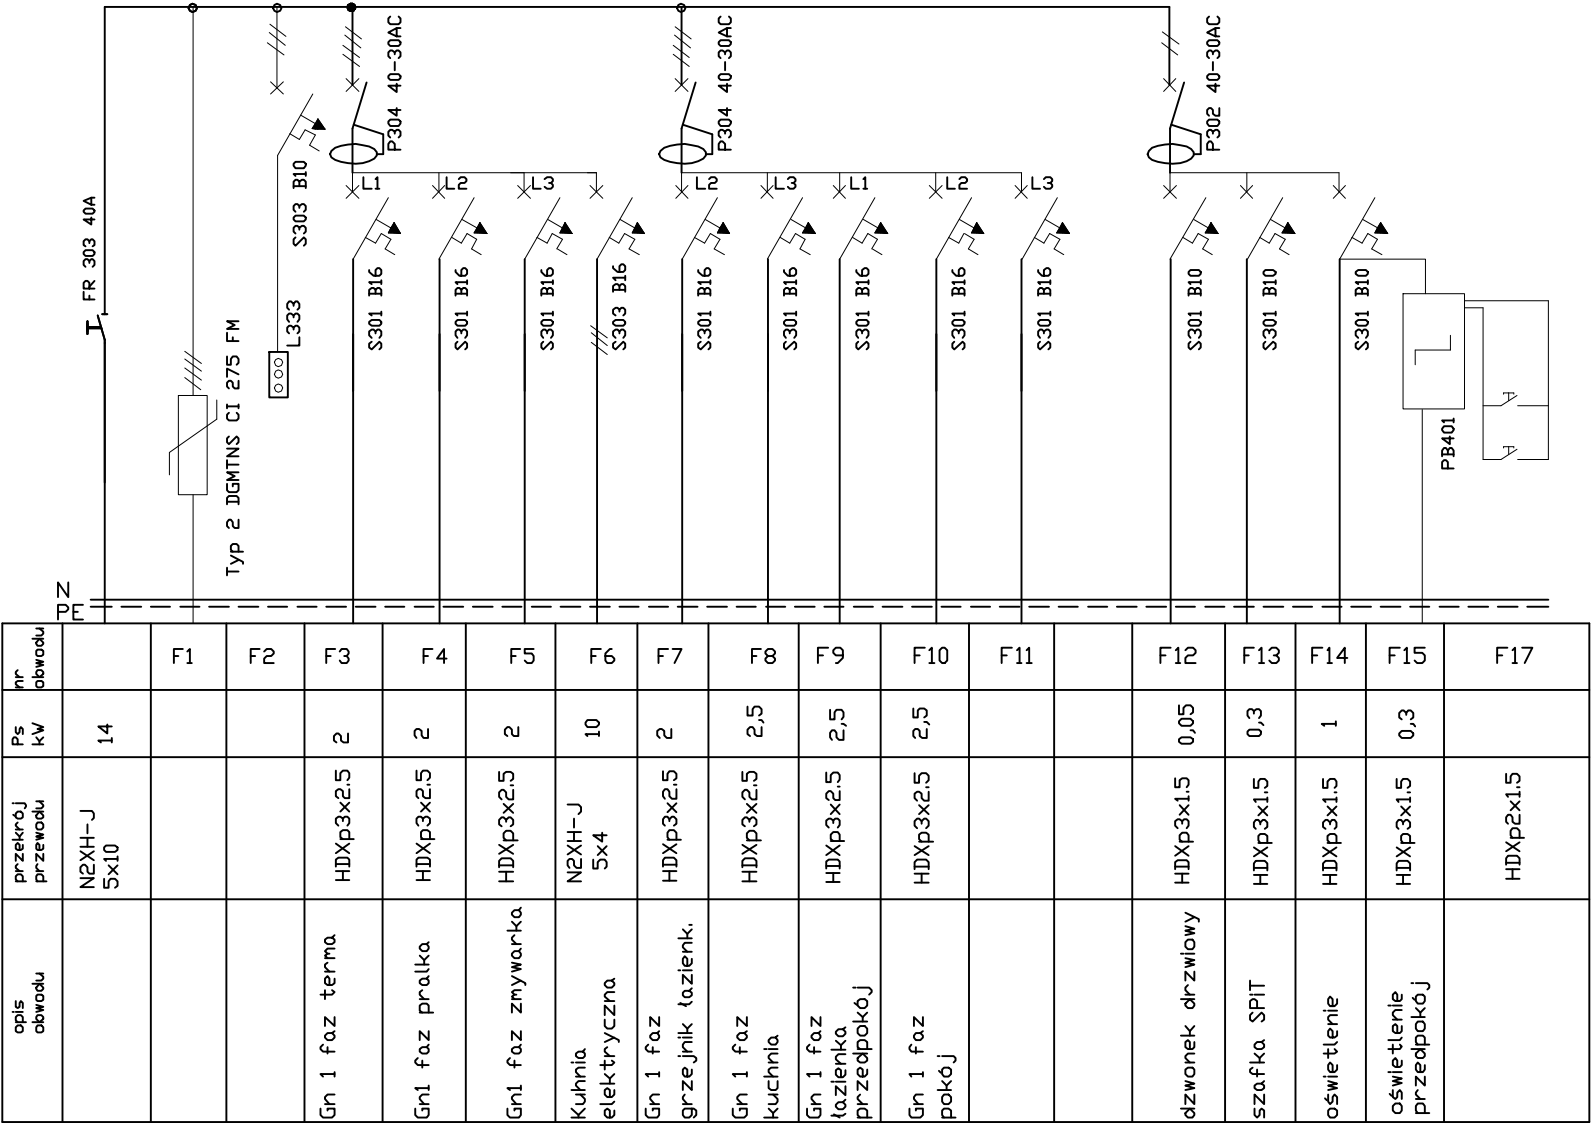 FR 303 40A
Typ 2 DGMTNS CI 275 FM
L333
S303 B10
P304 40-30AC
P304 40-30AC
P302 40-30AC
L1
L2
L3
L2
L3
L1
L2
L3
S301 B16
S301 B16
S301 B16
S303 B16
S301 B16
S301 B16
S301 B16
S301 B16
S301 B16
S301 B10
S301 B10
S301 B10
PB401
N
PE
nr
obwodu
F1
F2
F3
F4
F5
F6
F7
F8
F9
F10
F11
F12
F13
F14
F15
F17
Ps
kW
14
2
2
2
10
2
2,5
2,5
2,5
0,05
0,3
1
0,3
przekrój
przewodu
N2XH-J
5x10
HDXp3x2.5
HDXp3x2.5
HDXp3x2.5
N2XH-J
5x4
HDXp3x2.5
HDXp3x2.5
HDXp3x2.5
HDXp3x2.5
HDXp3x1.5
HDXp3x1.5
HDXp3x1.5
HDXp3x1.5
HDXp2x1.5
opis
obwodu
Gn 1 faz terma
Gn1 faz pralka
Gn1 faz zmywarka
Kuhnia
elektryczna
Gn 1 faz
grzejnik łazienk.
Gn 1 faz
kuchnia
Gn 1 faz
łazienka
przedpokój
Gn 1 faz
pokój
dzwonek drzwiowy
szafka SPiT
oświetlenie
oświetlenie
przedpokój